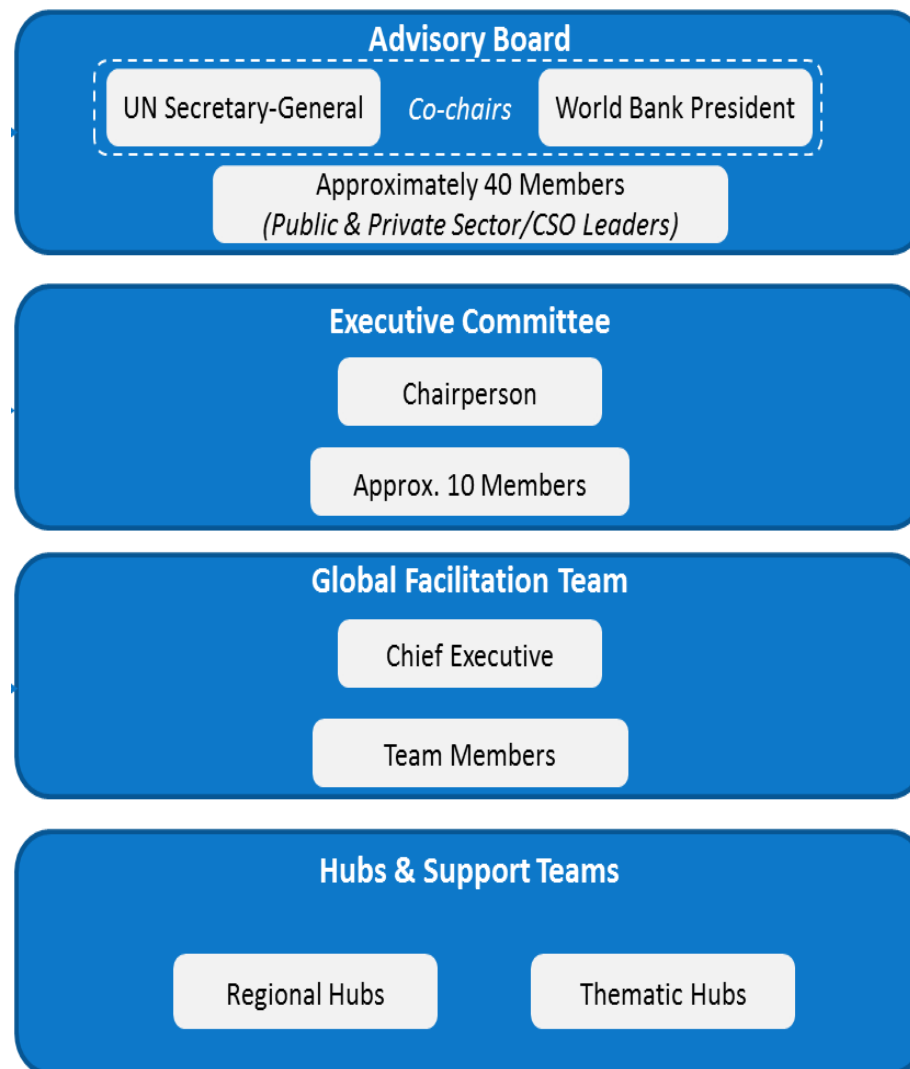 Advisory Board
UN Secretary-General
Co-chairs
World Bank President
Approximately 40 Members
(Public & Private Sector/CSO Leaders)
Executive Committee
Chairperson
Approx. 10 Members
Global Facilitation Team
Chief Executive
Team Members
Hubs & Support Teams
Regional Hubs
Thematic Hubs